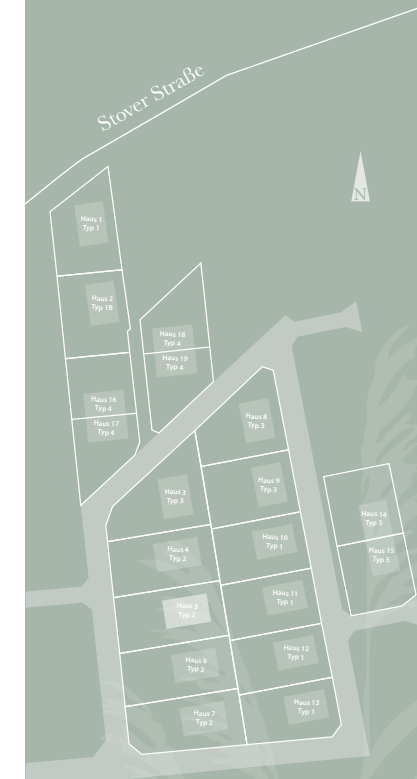 Stover Straße
N
Haus 1
Typ 1
Haus 2
Typ 1B
Haus 18
Typ 4
Haus 19
Typ 4
Haus 16
Typ 4
Haus 17
Typ 4
Haus 8
Typ 3
Haus 3
Typ 3
Haus 9
Typ 3
Haus 14
Typ 5
Haus 4
Typ 2
Haus 10
Typ 1
Haus 15
Typ 5
Haus 5
Typ 2
Haus 11
Typ 1
Haus 6
Typ 2
Haus 12
Typ 1
Haus 7
Typ 2
Haus 13
Typ 1